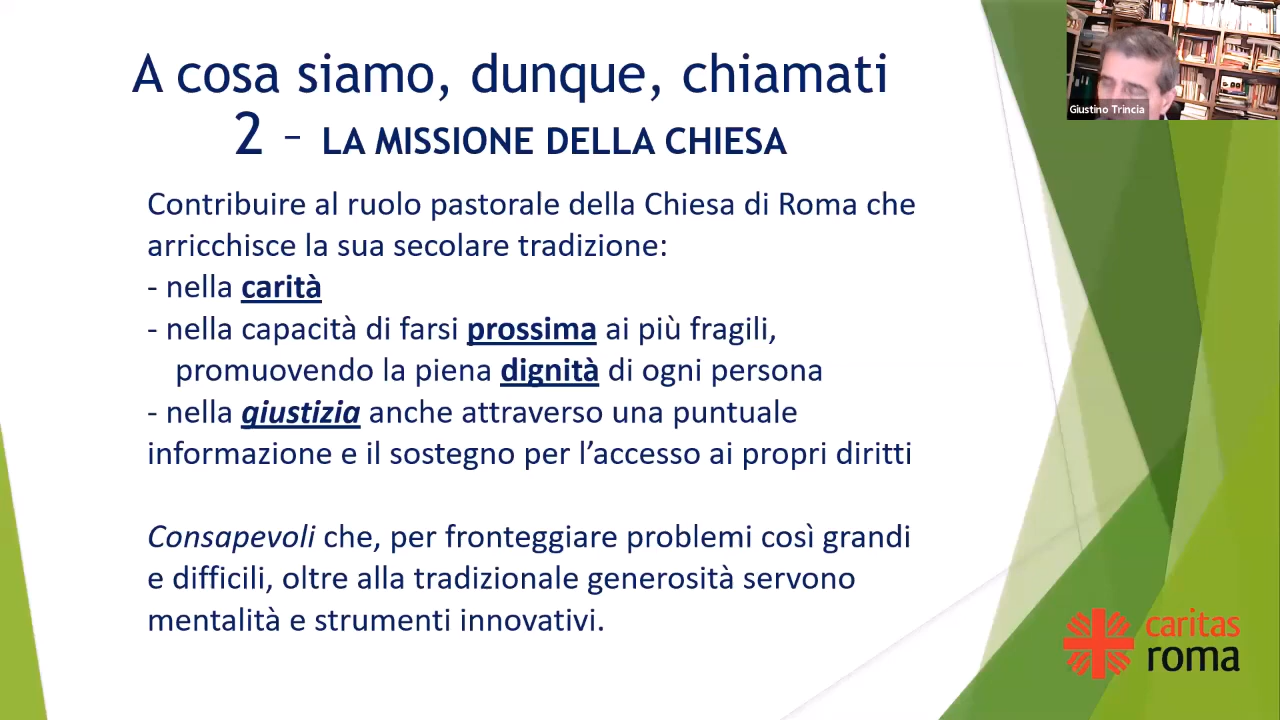 A cosa siamo, dunque, chiamati
2 – LA MISSIONE DELLA CHIESA
Contribuire al ruolo pastorale della Chiesa di Roma che
arricchisce la sua secolare tradizione:
- nella carità
- nella capacità di farsi prossima ai più fragili,
promuovendo la piena dignità di ogni persona
- nella giustizia anche attraverso una puntuale
informazione e il sostegno per l’accesso ai propri diritti
Consapevoli che, per fronteggiare problemi così grandi
e difficili, oltre alla tradizionale generosità servono
mentalità e strumenti innovativi.
Giustino Trincia
caritas
roma